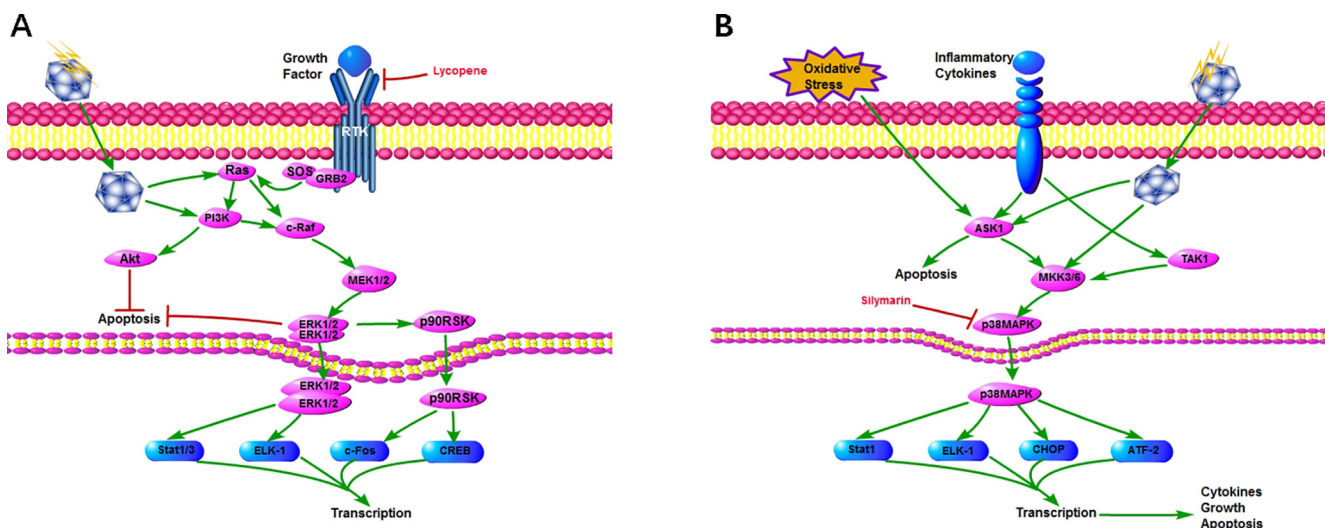 A
Growth
Factor
Lycopene
RTK
Ras
SOS
GRB2
PI3K
c-Raf
Akt
MEK1/2
Apoptosis
ERK1/2
ERK1/2
p90RSK
ERK1/2
ERK1/2
p90RSK
Stat1/3
ELK-1
c-Fos
CREB
Transcription
B
Oxidative
Stress
Inflammatory
Cytokines
ASK1
TAK1
Apoptosis
MKK3/6
Silymarin
p38MAPK
p38MAPK
Stat1
ELK-1
CHOP
ATF-2
Transcription
Cytokines
Growth
Apoptosis